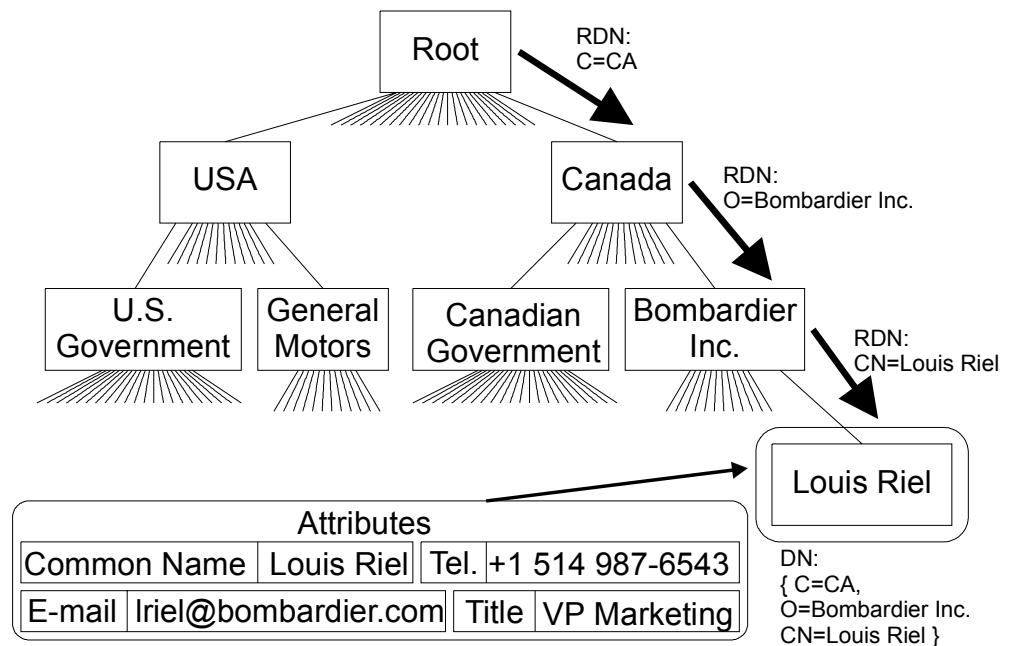 Root
RDN:
C=CA
USA
Canada
RDN:
O=Bombardier Inc.
U.S.
Government
General
Motors
Canadian
Government
Bombardier
Inc.
RDN:
CN=Louis Riel
Louis Riel
Attributes
Common Name Louis Riel Tel. +1 514 987-6543
E-mail lriel@bombardier.com Title VP Marketing
DN:
{ C=CA,
O=Bombardier Inc.
CN=Louis Riel }